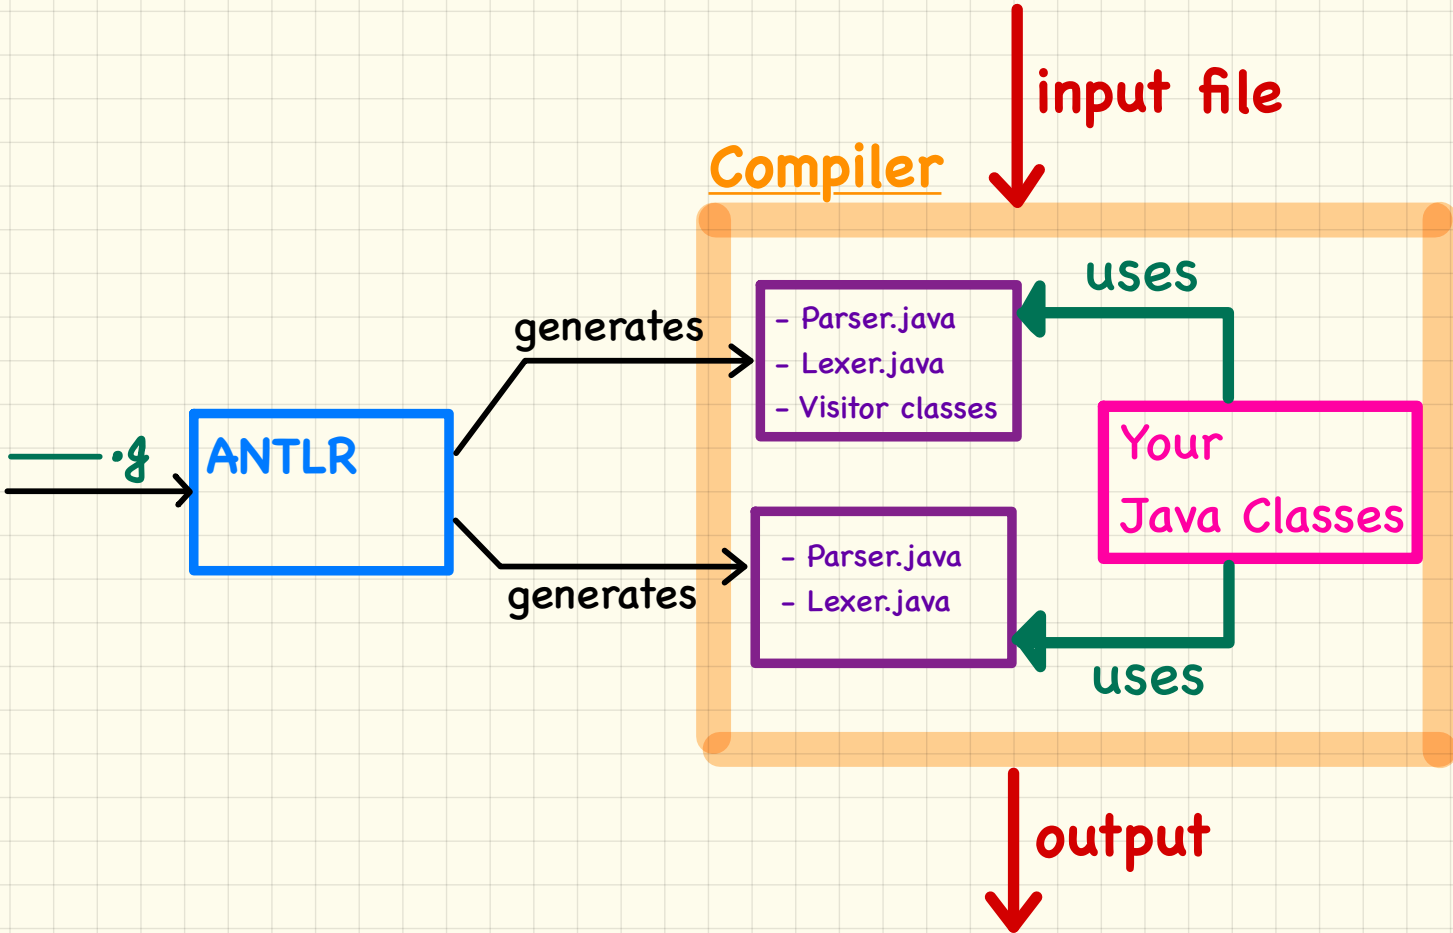 input file
Compiler
uses
generates
- Parser.java
- Lexer.java
- Visitor classes
.g
ANTLR
Your
Java Classes
- Parser.java
- Lexer.java
generates
uses
output